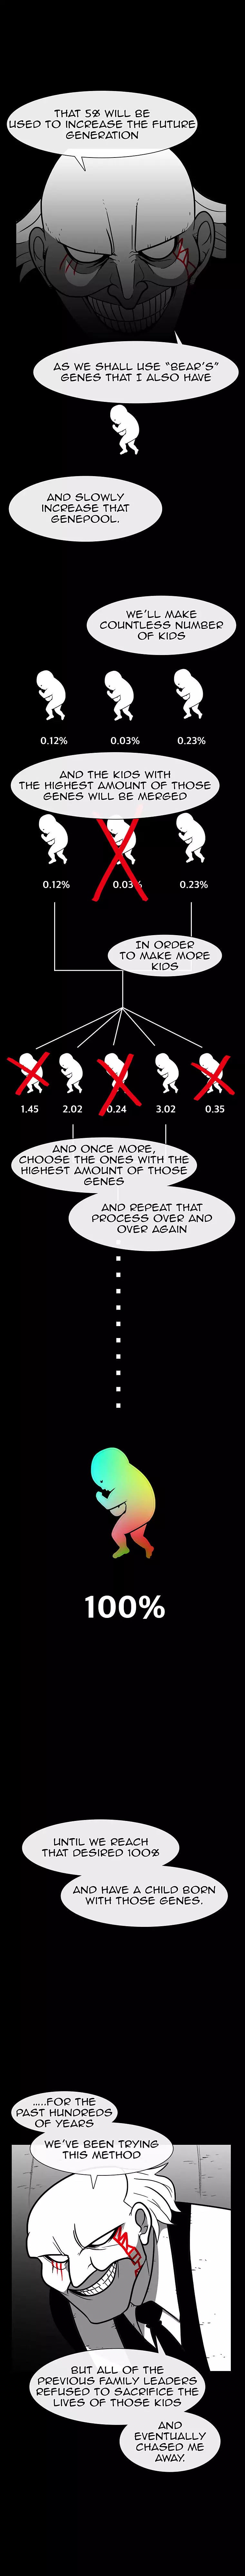 THAT 5% WILL BE
USED TO INCREASE THE FUTURE
GENERATION
AS WE SHALL USE "BEAR'S"
GENES THAT I ALSO HAVE
AND SLOWLY
INCREASE THAT
GENEPOOL.
WE'LL MAKE
COUNTLESS NUMBER
OF KIDS
0.12% 0.03% 0.23%
AND THE KIDS WITH
THE HIGHEST AMOUNT OF THOSE
GENES WILL BE MERGED
0.12% 0.03% 0.23%
IN ORDER
TO MAKE MORE
KIDS
1.45 2.02 0.24 3.02 0.35
AND ONCE MORE,
CHOOSE THE ONES WITH THE
HIGHEST AMOUNT OF THOSE
GENES
AND REPEAT THAT
PROCESS OVER AND
OVER AGAIN
100%
UNTIL WE REACH
THAT DESIRED 100%
AND HAVE A CHILD BORN
WITH THOSE GENES.
.....FOR THE
PAST HUNDREDS
OF YEARS
WE'VE BEEN TRYING
THIS METHOD
BUT ALL OF THE
PREVIOUS FAMILY LEADERS
REFUSED TO SACRIFICE THE
LIVES OF THOSE KIDS
AND
EVENTUALLY
CHASED ME
AWAY.